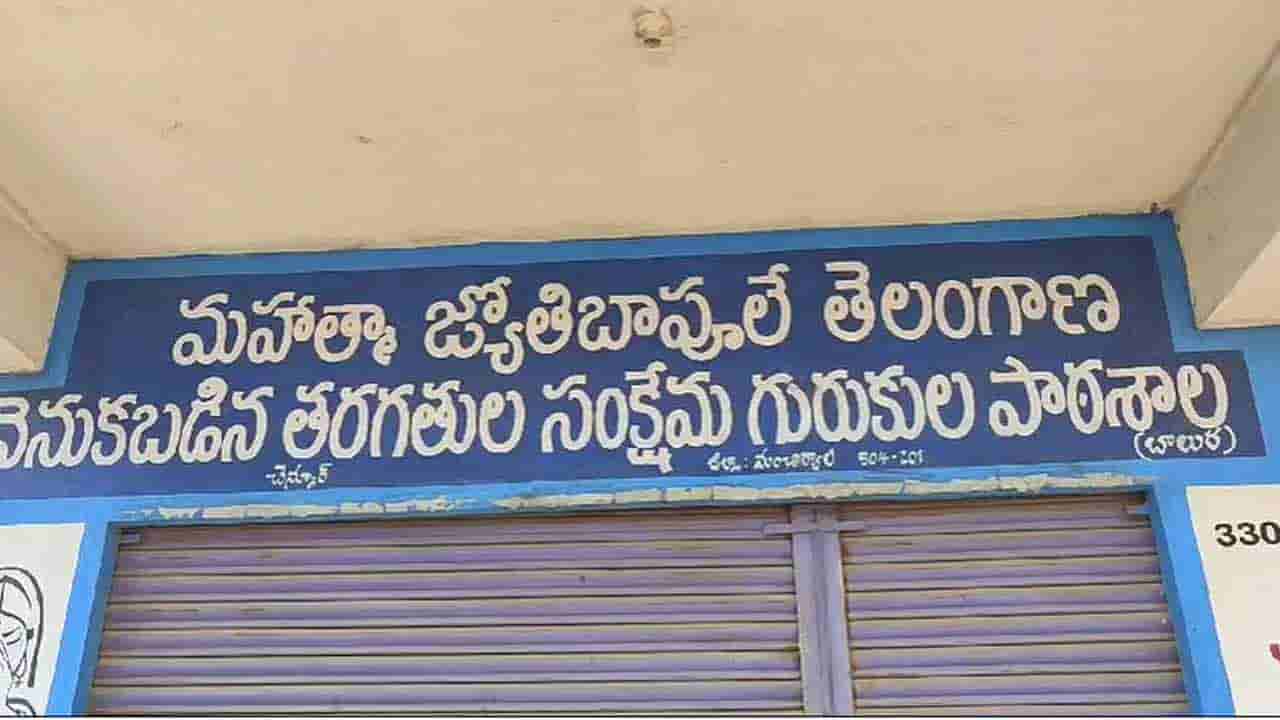 మహాత్మా జ్యోతిబాఫూలే తెలంగాణ
వెనుకబడిన తరగతుల సంక్షేమ గురుకుల పాఠశాల
(బాలుర)
చెన్నూర్ జిల్లా: మంచిర్యాల 504-201
330